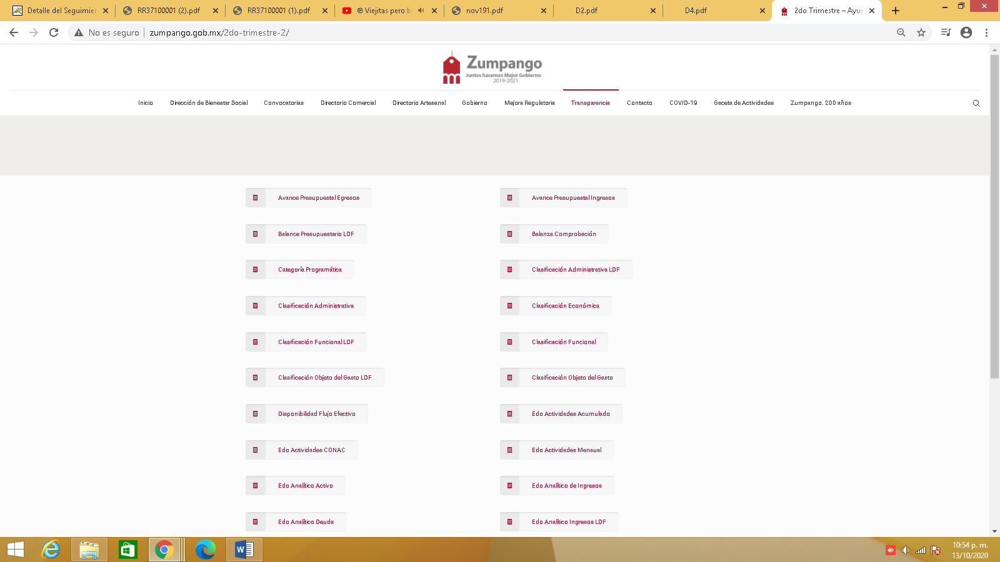 Detalle del Seguimier
RR37100001 (2).pdf
RR37100001 (1).pdf
® Viejitas pero b
nov191.pdf
D2.pdf
D4.pdf
2do Trimestre – Ayur
No es seguro
zumpango.gob.mx/2do-trimestre-2/
Zumpango
Juntos hacemos Mejor Gobierno
2019-2021
Inicio
Dirección de Bienestar Social
Convocatorias
Directorio Comercial
Directorio Artesanal
Gobierno
Mejora Regulatoria
Transparencia
Contacto
COVID-19
Gaceta de Actividades
Zumpango. 200 años
Avance Presupuestal Egresos
Avance Presupuestal Ingresos
Balance Presupuestario LDF
Balanza Comprobación
Categoría Programática
Clasificación Administrativa LDF
Clasificación Administrativa
Clasificación Económica
Clasificación Funcional LDF
Clasificación Funcional
Clasificación Objeto del Gasto LDF
Clasificación Objeto del Gasto
Disponibilidad Flujo Efectivo
Edo Actividades Acumulado
Edo Actividades CONAC
Edo Actividades Mensual
Edo Analítico Activo
Edo Analítico de Ingresos
Edo Analítico Deuda
Edo Analítico Ingresos LDF
10:54 p. m.
13/10/2020